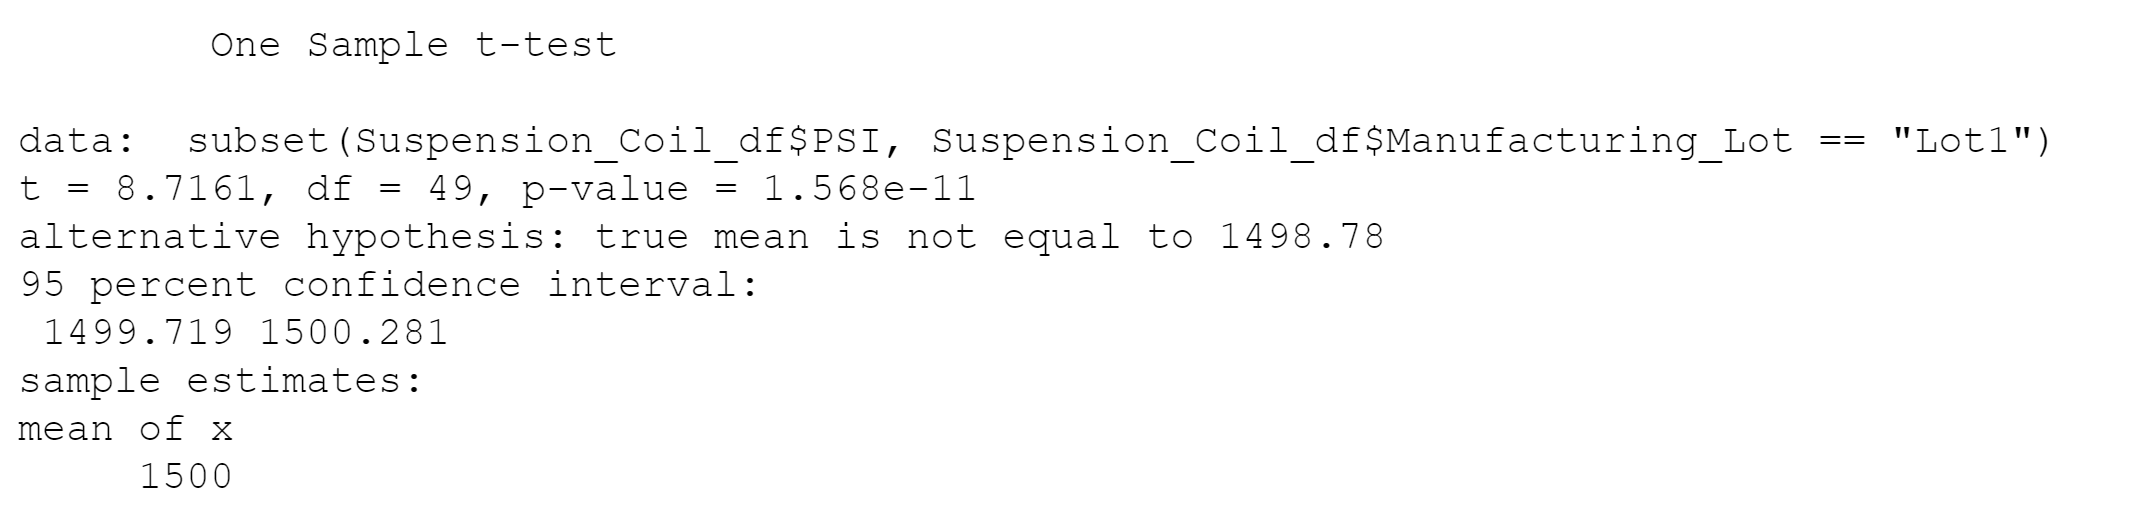 One Sample t-test
data:  subset(Suspension_Coil_df$PSI, Suspension_Coil_df$Manufacturing_Lot == "Lot1")
t = 8.7161, df = 49, p-value = 1.568e-11
alternative hypothesis: true mean is not equal to 1498.78
95 percent confidence interval:
1499.719 1500.281
sample estimates:
mean of x
1500